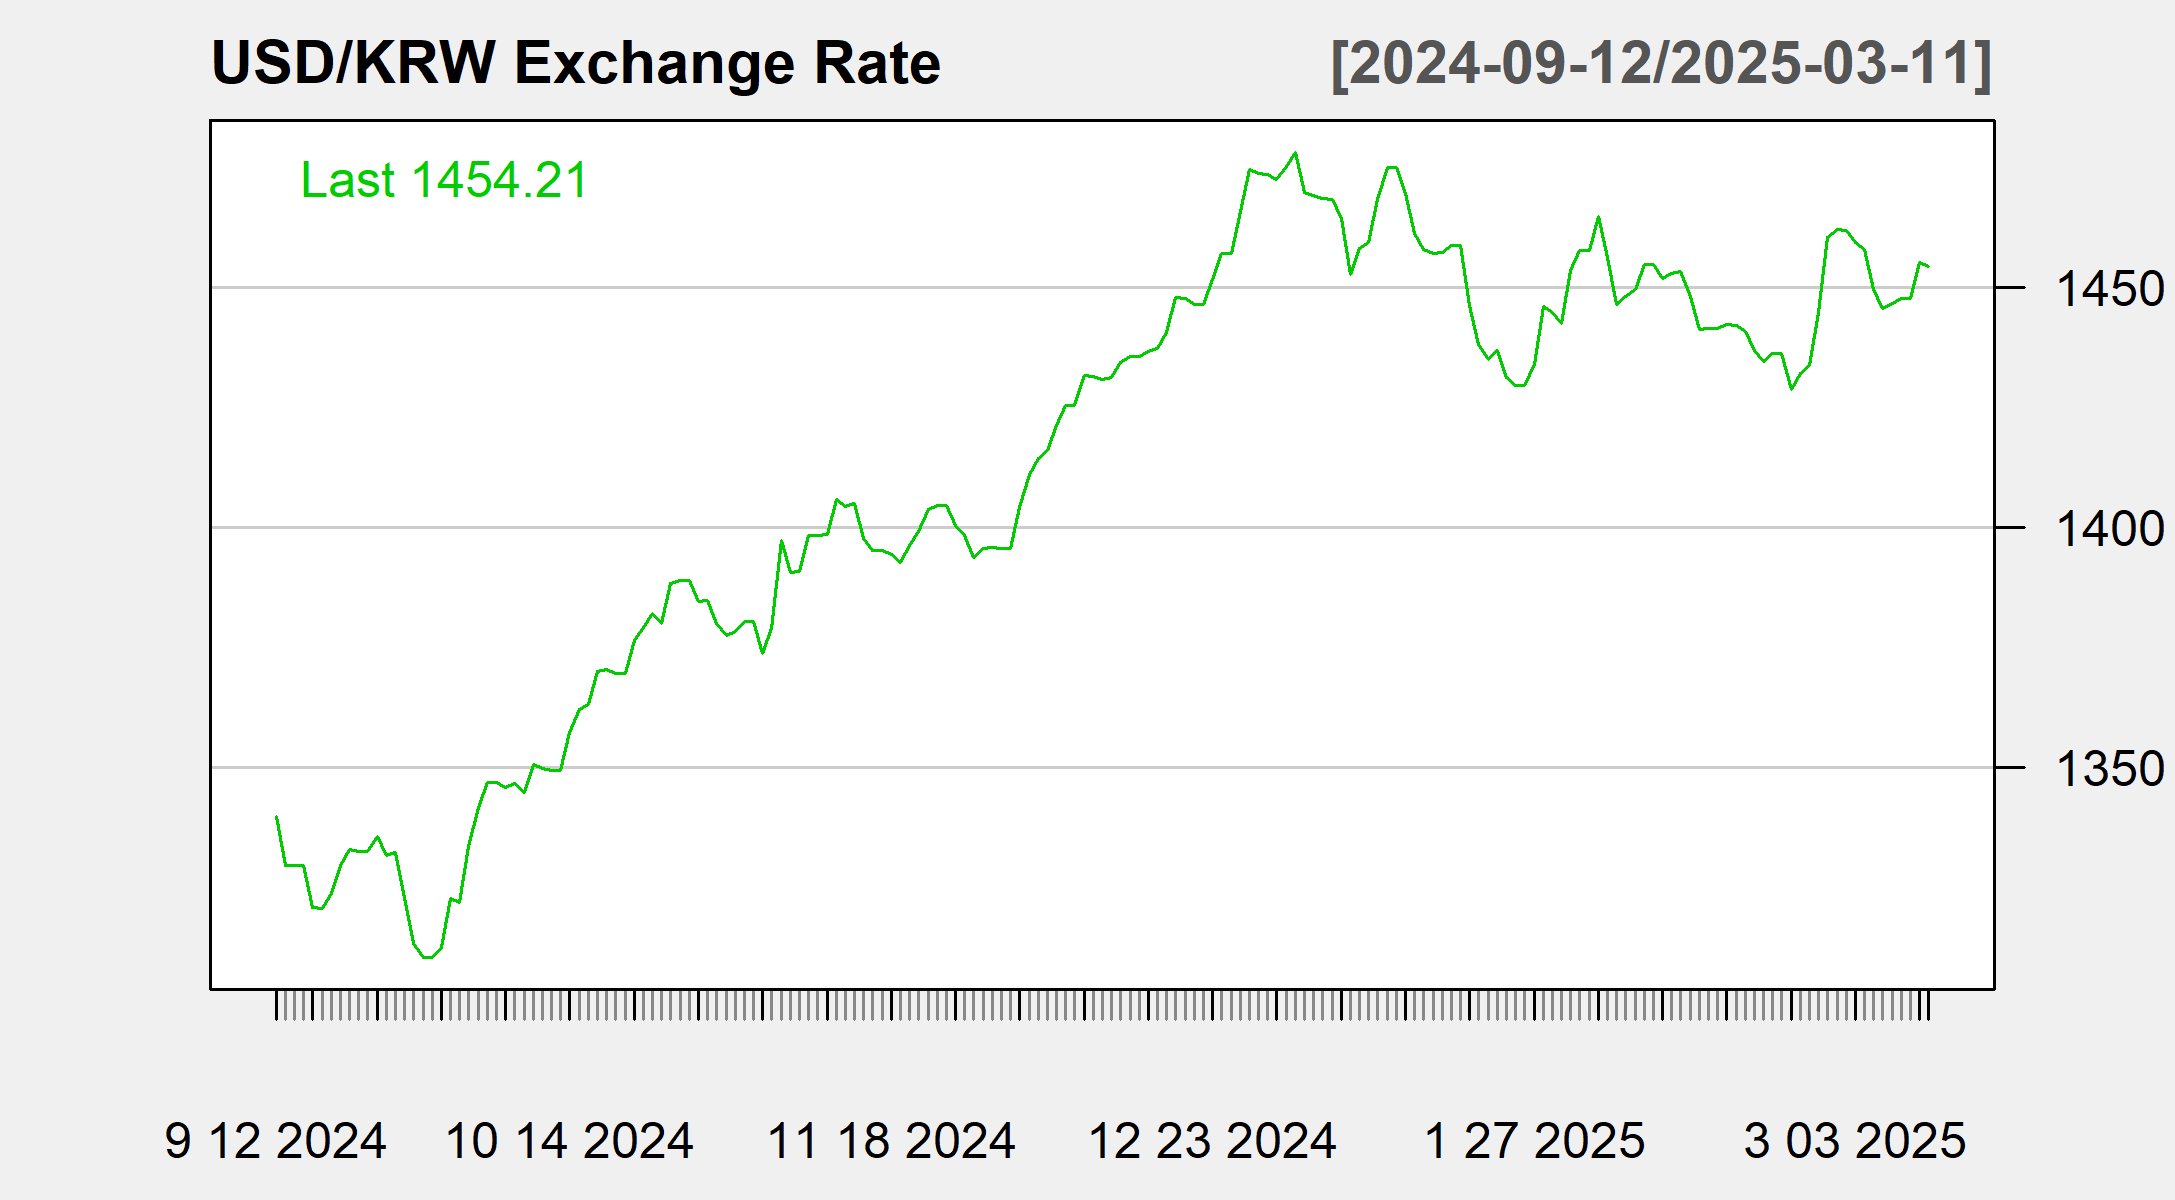 USD/KRW Exchange Rate [2024-09-12/2025-03-11]
Last 1454.21
1450
1400
1350
9 12 2024 10 14 2024 11 18 2024 12 23 2024 1 27 2025 3 03 2025